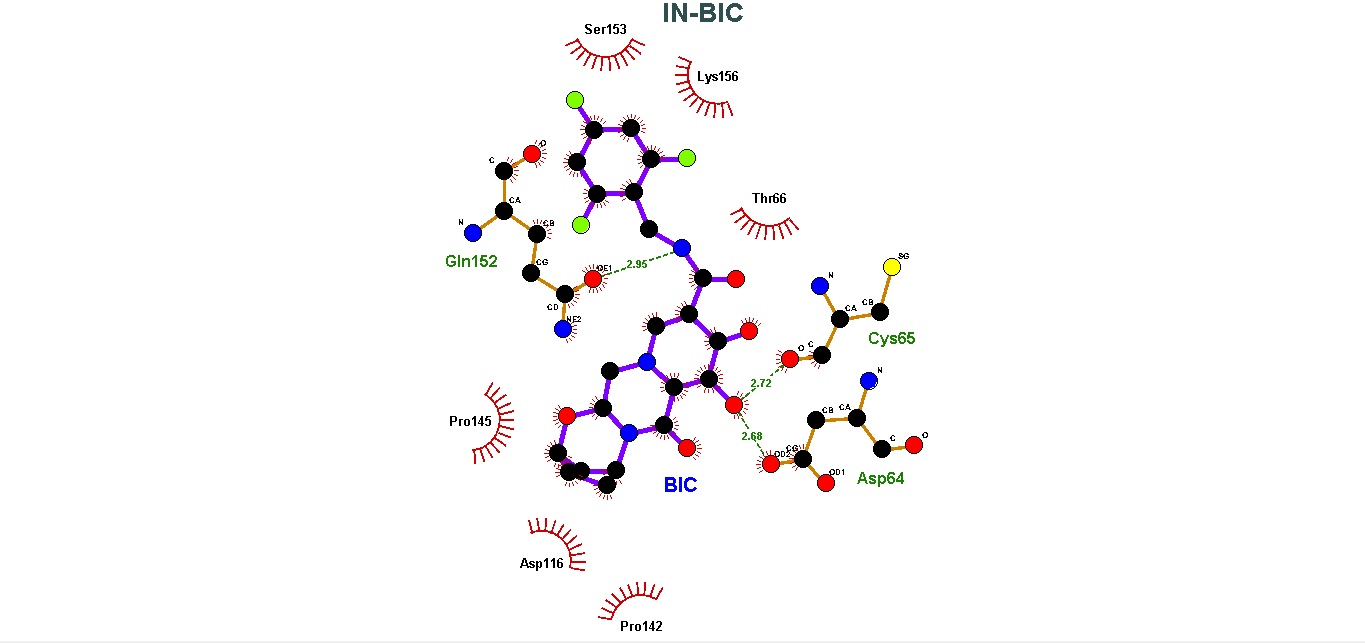 IN-BIC
Ser153
Lys156
O
C
CA
Thr66
N
CB
Gln152
CG
OE1
2.95
CD
NE2
SG
N
CA
CB
Cys65
O
C
2.72
N
Pro145
CB
CA
2.68
CG
C
O
OD2
OD1
BIC
Asp64
Asp116
Pro142